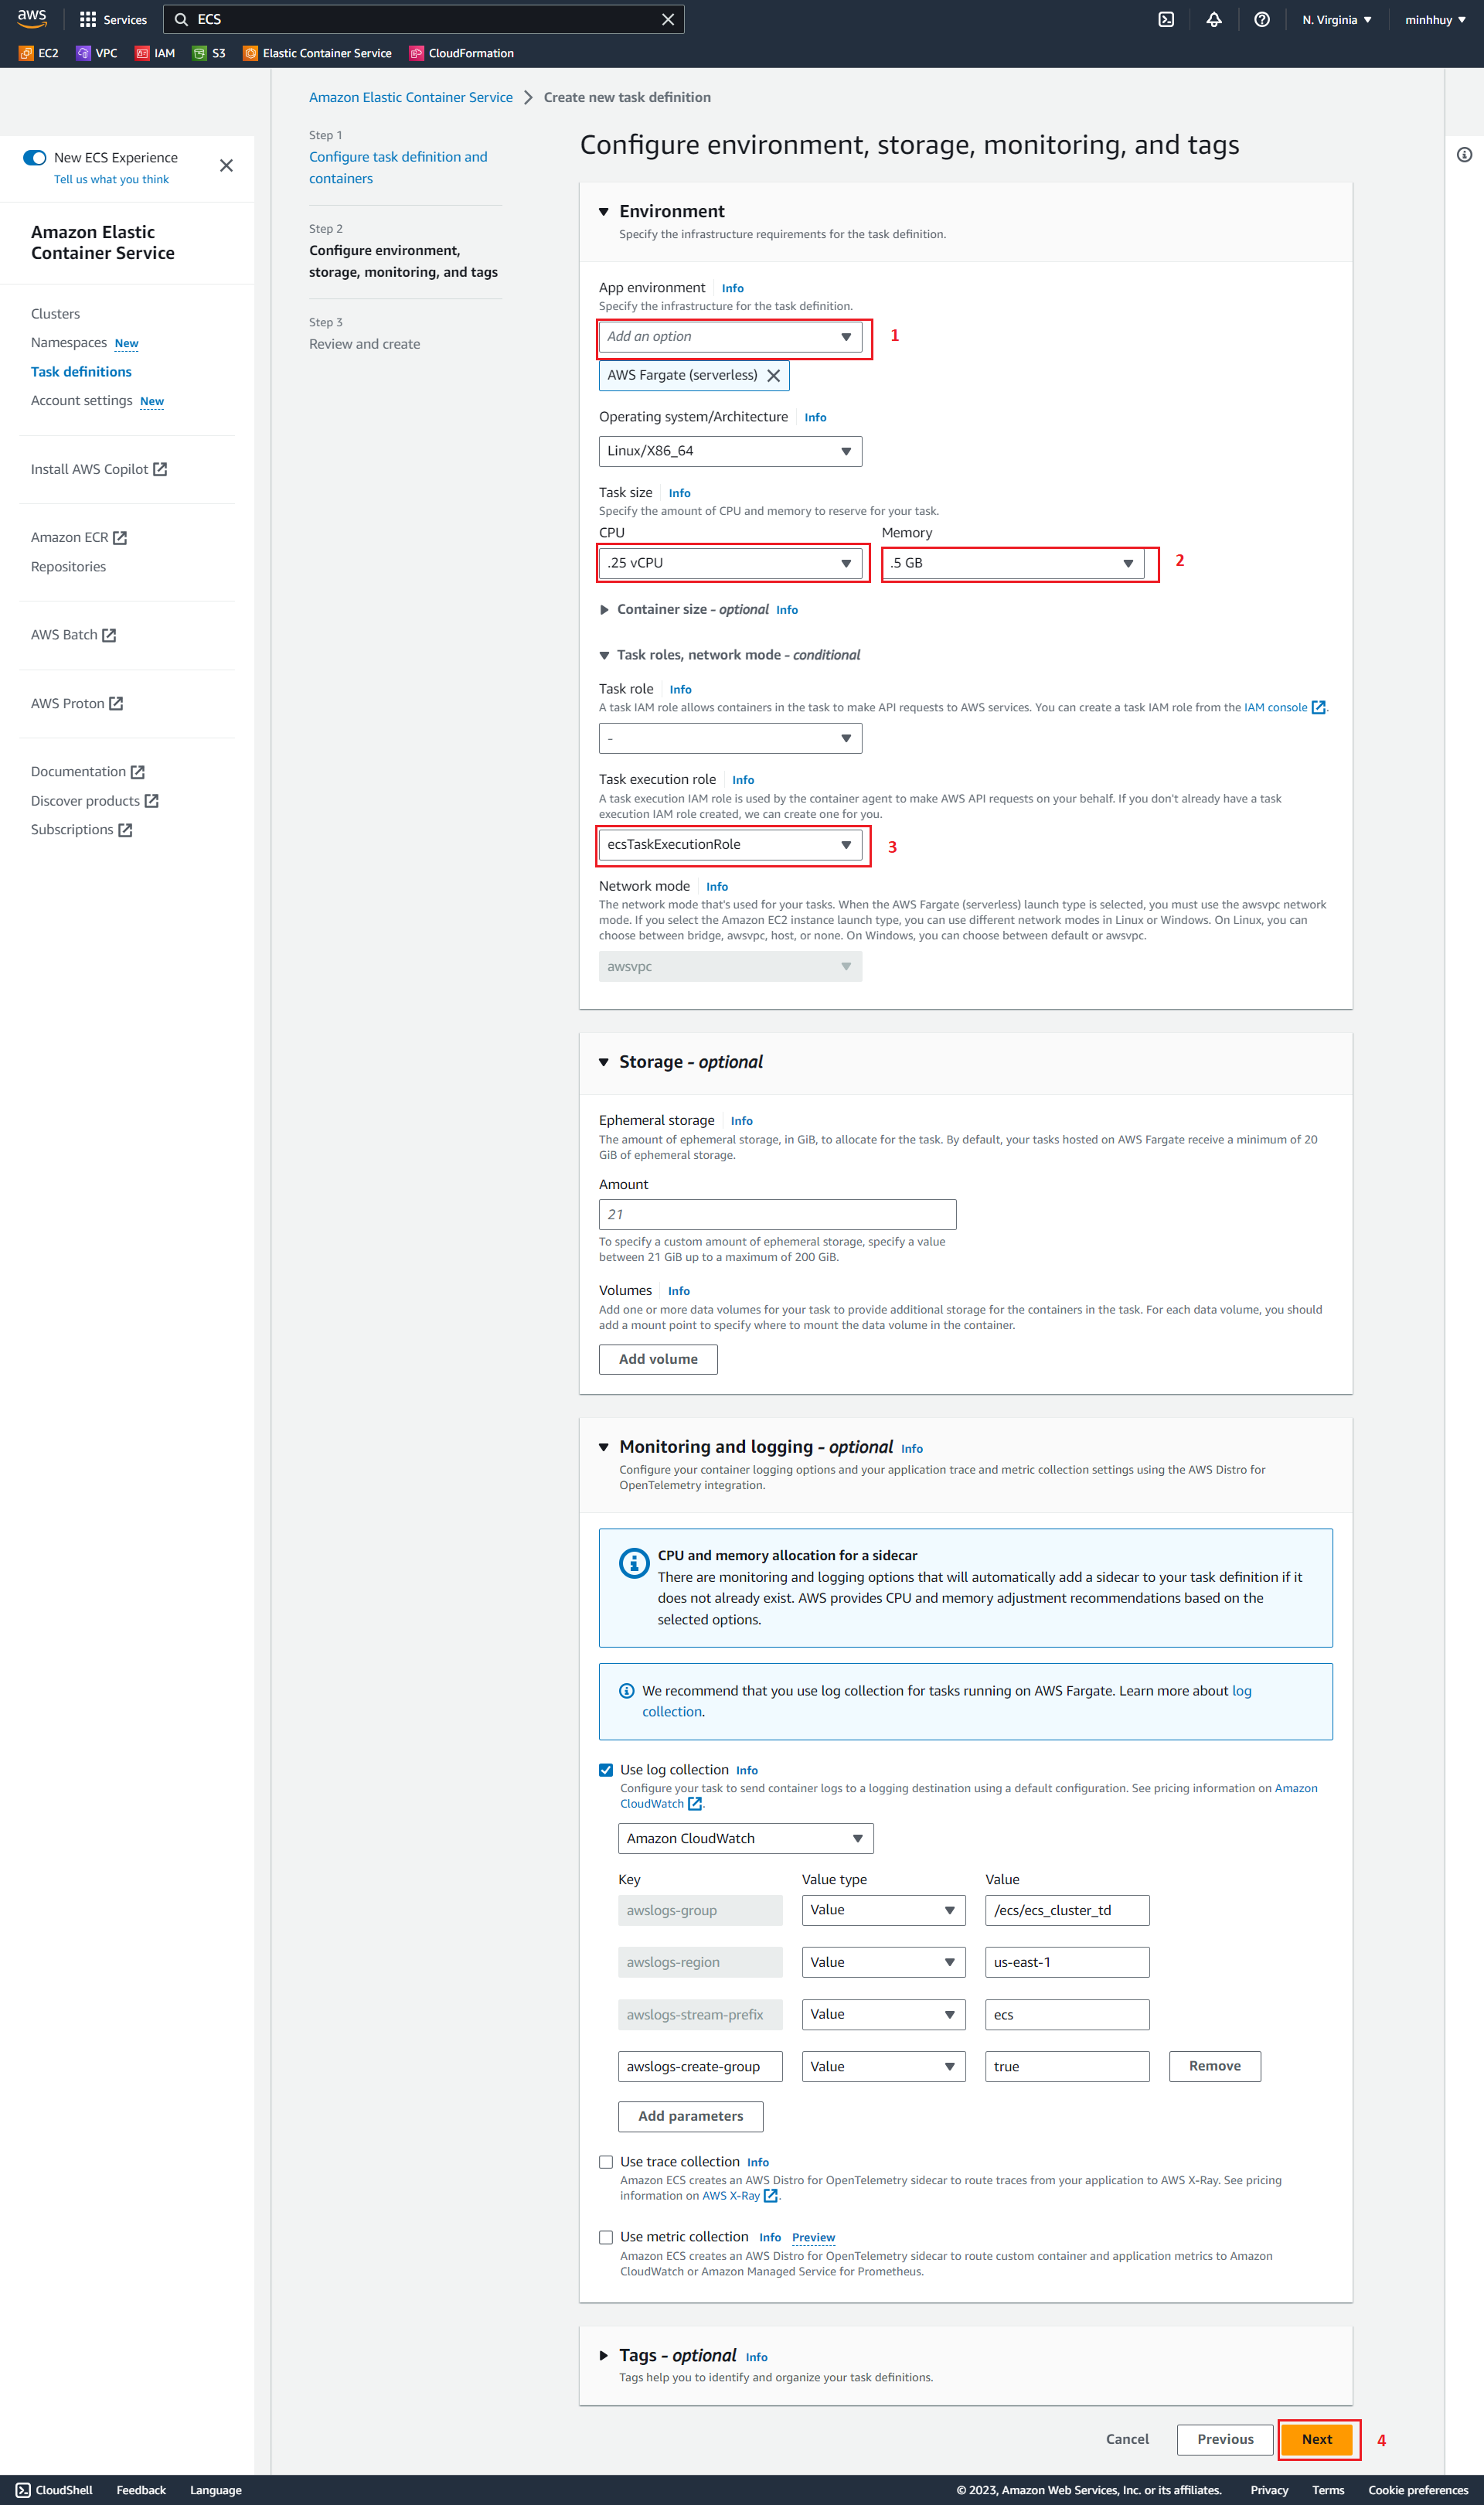 aws
Services
ECS
N. Virginia
minhhuy
EC2
VPC
IAM
S3
Elastic Container Service
CloudFormation
New ECS Experience
Tell us what you think
Amazon Elastic
Container Service
Clusters
Namespaces New
Task definitions
Account settings New
Install AWS Copilot
Amazon ECR
Repositories
AWS Batch
AWS Proton
Documentation
Discover products
Subscriptions
Amazon Elastic Container Service
Create new task definition
Step 1
Configure task definition and
containers
Step 2
Configure environment,
storage, monitoring, and tags
Step 3
Review and create
Configure environment, storage, monitoring, and tags
Environment
Specify the infrastructure requirements for the task definition.
App environment Info
Specify the infrastructure for the task definition.
Add an option
1
AWS Fargate (serverless)
Operating system/Architecture Info
Linux/X86_64
Task size Info
Specify the amount of CPU and memory to reserve for your task.
CPU Memory
.25 vCPU .5 GB 2
Container size - optional Info
Task roles, network mode - conditional
Task role Info
A task IAM role allows containers in the task to make API requests to AWS services. You can create a task IAM role from the IAM console.
-
Task execution role Info
A task execution IAM role is used by the container agent to make AWS API requests on your behalf. If you don't already have a task
execution IAM role created, we can create one for you.
ecsTaskExecutionRole
3
Network mode Info
The network mode that's used for your tasks. When the AWS Fargate (serverless) launch type is selected, you must use the awsvpc network
mode. If you select the Amazon EC2 instance launch type, you can use different network modes in Linux or Windows. On Linux, you can
choose between bridge, awsvpc, host, or none. On Windows, you can choose between default or awsvpc.
awsvpc
Storage - optional
Ephemeral storage Info
The amount of ephemeral storage, in GiB, to allocate for the task. By default, your tasks hosted on AWS Fargate receive a minimum of 20
GiB of ephemeral storage.
Amount
21
To specify a custom amount of ephemeral storage, specify a value
between 21 GiB up to a maximum of 200 GiB.
Volumes Info
Add one or more data volumes for your task to provide additional storage for the containers in the task. For each data volume, you should
add a mount point to specify where to mount the data volume in the container.
Add volume
Monitoring and logging - optional Info
Configure your container logging options and your application trace and metric collection settings using the AWS Distro for
OpenTelemetry integration.
CPU and memory allocation for a sidecar
There are monitoring and logging options that will automatically add a sidecar to your task definition if it
does not already exist. AWS provides CPU and memory adjustment recommendations based on the
selected options.
We recommend that you use log collection for tasks running on AWS Fargate. Learn more about log
collection.
Use log collection Info
Configure your task to send container logs to a logging destination using a default configuration. See pricing information on Amazon
CloudWatch.
Amazon CloudWatch
Key Value type Value
awslogs-group Value /ecs/ecs_cluster_td
awslogs-region Value us-east-1
awslogs-stream-prefix Value ecs
awslogs-create-group Value true Remove
Add parameters
Use trace collection Info
Amazon ECS creates an AWS Distro for OpenTelemetry sidecar to route traces from your application to AWS X-Ray. See pricing
information on AWS X-Ray.
Use metric collection Info Preview
Amazon ECS creates an AWS Distro for OpenTelemetry sidecar to route custom container and application metrics to Amazon
CloudWatch or Amazon Managed Service for Prometheus.
Tags - optional Info
Tags help you to identify and organize your task definitions.
Cancel Previous Next 4
CloudShell Feedback Language © 2023, Amazon Web Services, Inc. or its affiliates. Privacy Terms Cookie preferences